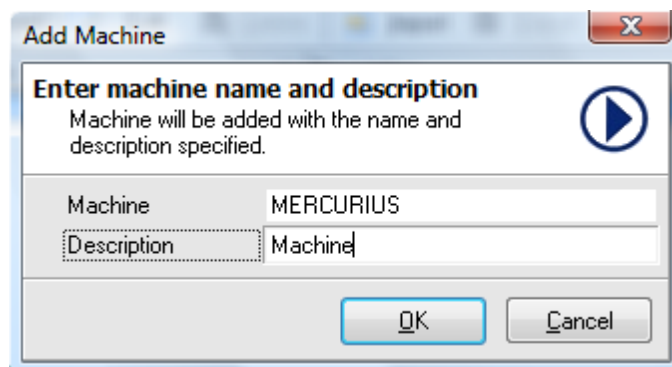 Add Machine
Enter machine name and description
Machine will be added with the name and
description specified.
Machine MERCURIUS
Description Machine
OK Cancel